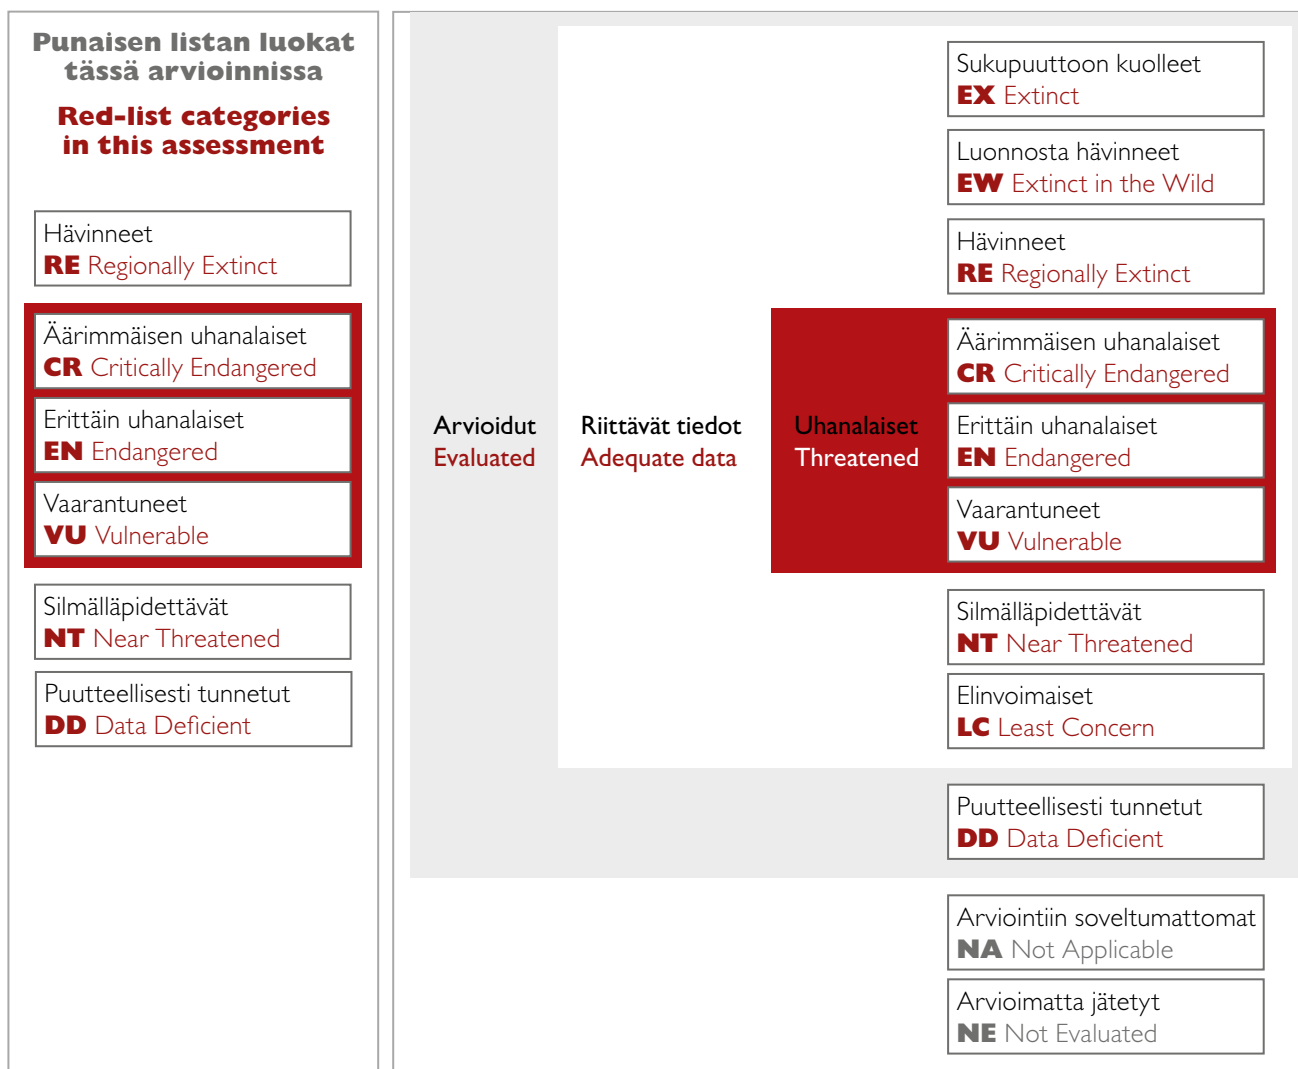 Punaisen listan luokat
tässä arvioinnissa
Red-list categories
in this assessment
Hävinneet
RE Regionally Extinct
Äärimmäisen uhanalaiset
CR Critically Endangered
Erittäin uhanalaiset
EN Endangered
Vaarantuneet
VU Vulnerable
Silmälläpidettävät
NT Near Threatened
Puutteellisesti tunnetut
DD Data Deficient
Arvioidut
Evaluated
Riittävät tiedot
Adequate data
Uhanalaiset
Threatened
Sukupuuttoon kuolleet
EX Extinct
Luonnosta hävinneet
EW Extinct in the Wild
Hävinneet
RE Regionally Extinct
Äärimmäisen uhanalaiset
CR Critically Endangered
Erittäin uhanalaiset
EN Endangered
Vaarantuneet
VU Vulnerable
Silmälläpidettävät
NT Near Threatened
Elinvoimaiset
LC Least Concern
Puutteellisesti tunnetut
DD Data Deficient
Arviointiin soveltumattomat
NA Not Applicable
Arvioimatta jätetyt
NE Not Evaluated